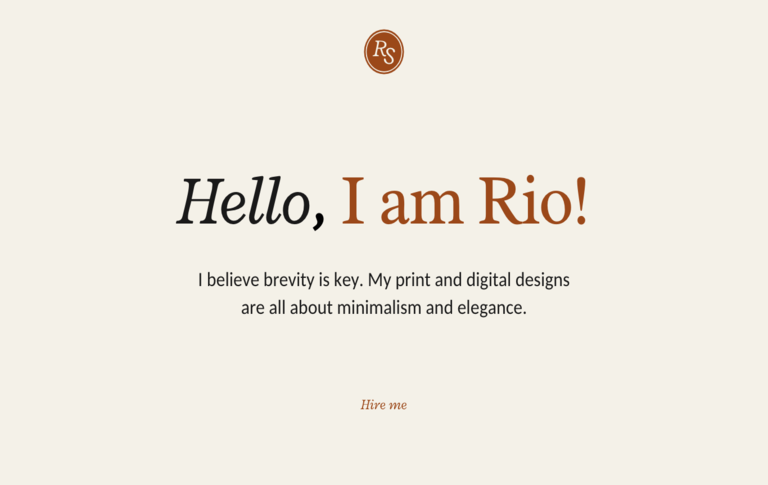 RS
Hello, I am Rio!
I believe brevity is key. My print and digital designs
are all about minimalism and elegance.
Hire me